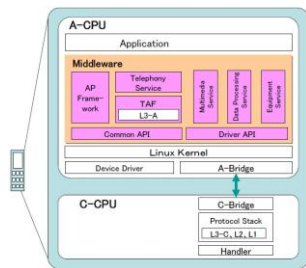 A-CPU
Application
Middleware
AP
Frame-
work
Telephony
Service
TAF
L3-A
Multimedia
Service
Data Processing
Service
Equipment
Service
Common API
Driver API
Linux Kernel
Device Driver
A-Bridge
C-CPU
C-Bridge
Protocol Stack
L3-C, L2, L1
Handler